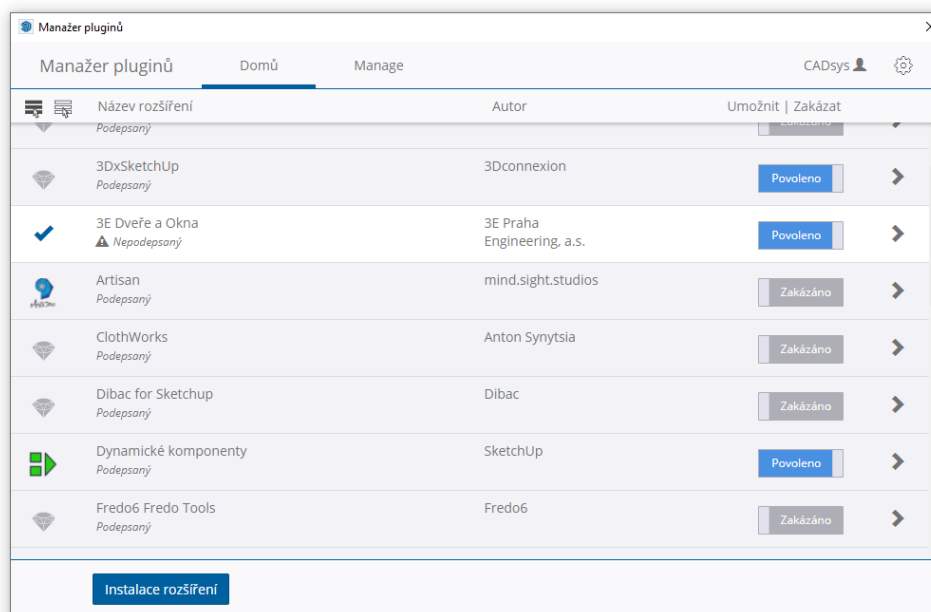 Manažer pluginů
Manažer pluginů Domů Manage CADsys
Název rozšíření Autor Umožnit | Zakázat
Podepsaný Zakázáno
3DxSketchUp 3Dconnexion
Podepsaný Povoleno
3E Dveře a Okna 3E Praha
Nepodepsaný Engineering, a.s. Povoleno
Artisan mind.sight.studios
Podepsaný Zakázáno
ClothWorks Anton Synytsia
Podepsaný Zakázáno
Dibac for Sketchup Dibac
Podepsaný Zakázáno
Dynamické komponenty SketchUp
Podepsaný Povoleno
Fredo6 Fredo Tools Fredo6
Podepsaný Zakázáno
Instalace rozšíření